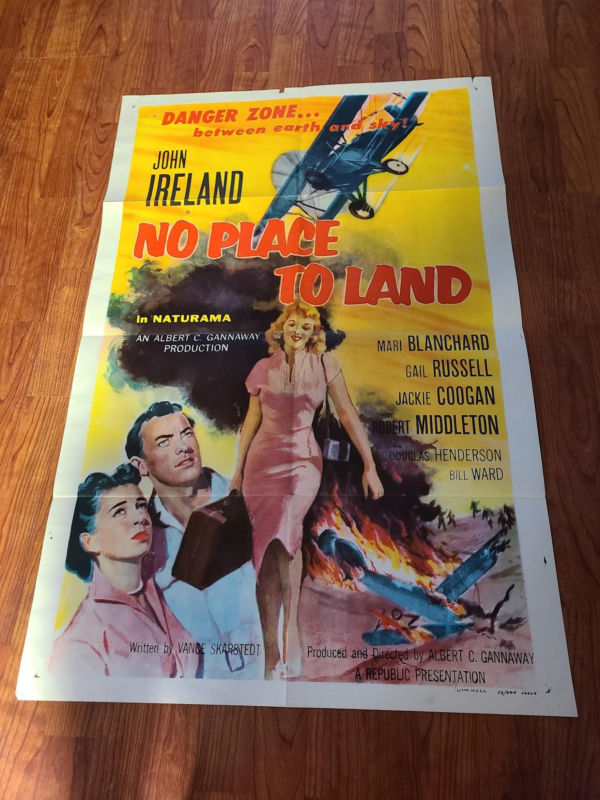 DANGER ZONE...
between earth and sky!
JOHN
IRELAND
NO PLACE
TO LAND
in NATURAMA
AN ALBERT C. GANNAWAY
PRODUCTION
MARI BLANCHARD
GAIL RUSSELL
JACKIE COOGAN
ROBERT MIDDLETON
DOUGLAS HENDERSON
BILL WARD
Written by VANCE SKARSTEDT
Produced and Directed by ALBERT C. GANNAWAY
A REPUBLIC PRESENTATION